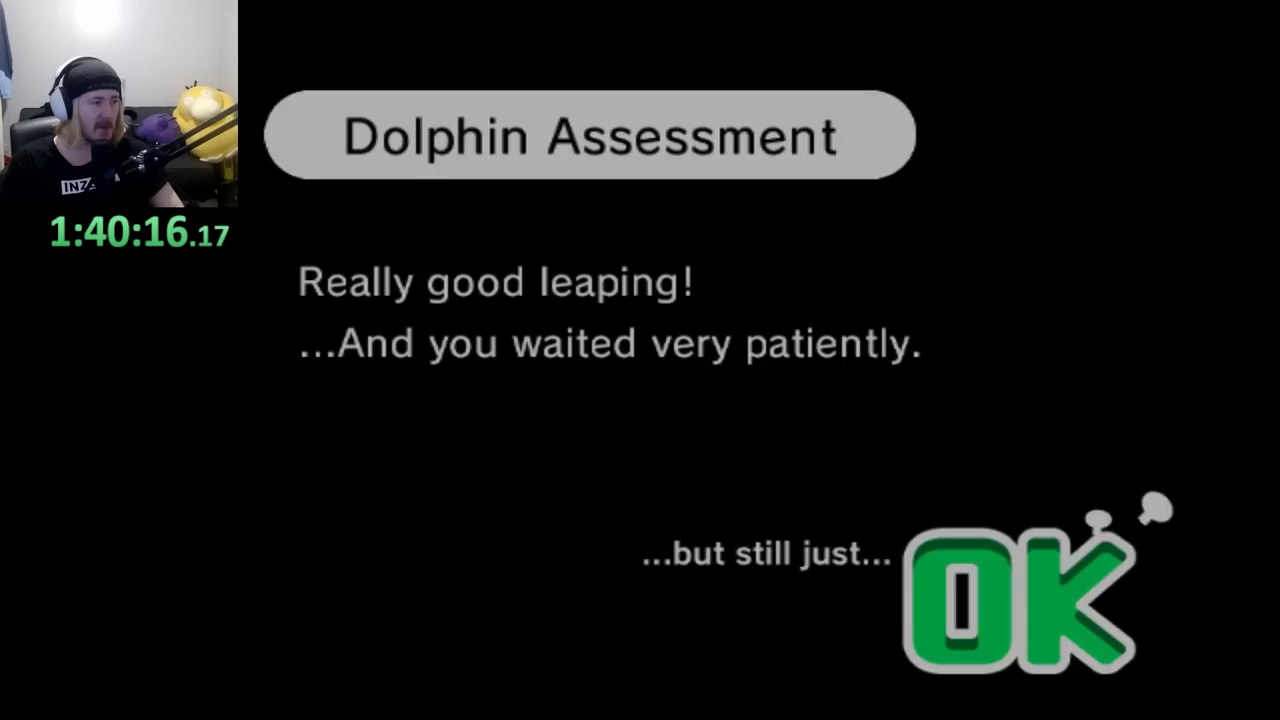 Dolphin Assessment
1:40:16.17
Really good leaping!
...And you waited very patiently.
...but still just...
OK